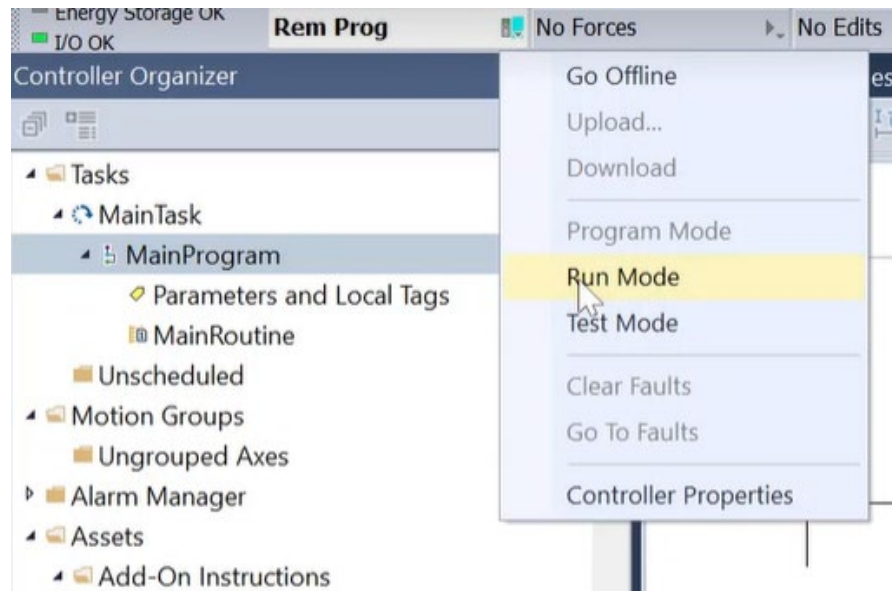 Energy Storage OK
I/O OK
Rem Prog
No Forces
No Edits
Controller Organizer
Tasks
MainTask
MainProgram
Parameters and Local Tags
MainRoutine
Unscheduled
Motion Groups
Ungrouped Axes
Alarm Manager
Assets
Add-On Instructions
Go Offline
Upload...
Download
Program Mode
Run Mode
Test Mode
Clear Faults
Go To Faults
Controller Properties
es